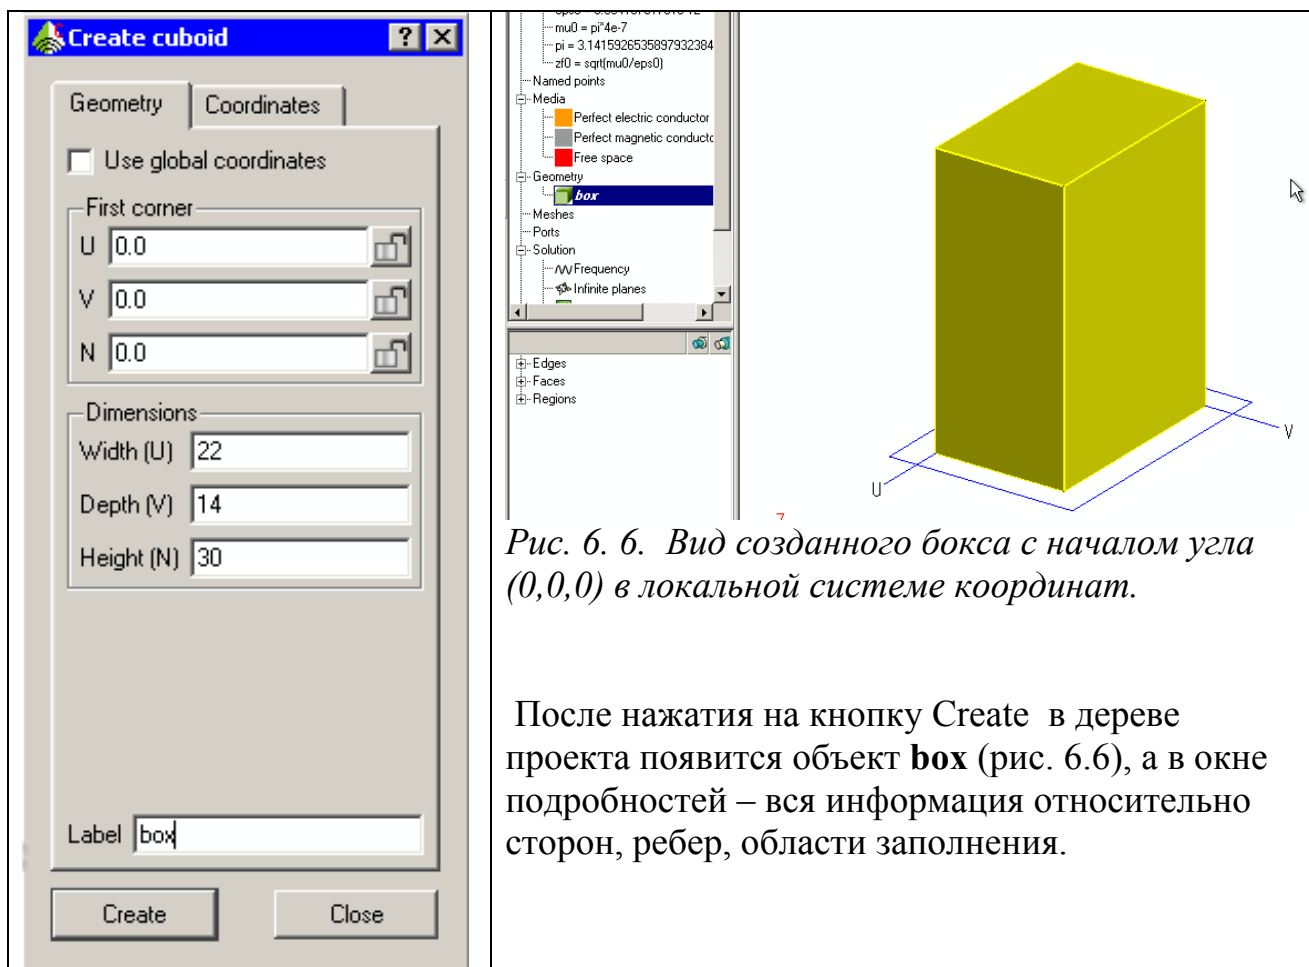 Create cuboid
Geometry
Coordinates
Use global coordinates
First corner
U 0.0
V 0.0
N 0.0
Dimensions
Width (U) 22
Depth (V) 14
Height (N) 30
Label box
Create
Close
mu0 = pi*4e-7
pi = 3.1415926535897932384
zf0 = sqrt(mu0/eps0)
Named points
Media
Perfect electric conductor
Perfect magnetic conductc
Free space
Geometry
box
Meshes
Ports
Solution
Frequency
Infinite planes
Edges
Faces
Regions
U
V
Рис. 6. 6. Вид созданного бокса с началом угла
(0,0,0) в локальной системе координат.
После нажатия на кнопку Create в дереве
проекта появится объект box (рис. 6.6), а в окне
подробностей – вся информация относительно
сторон, ребер, области заполнения.